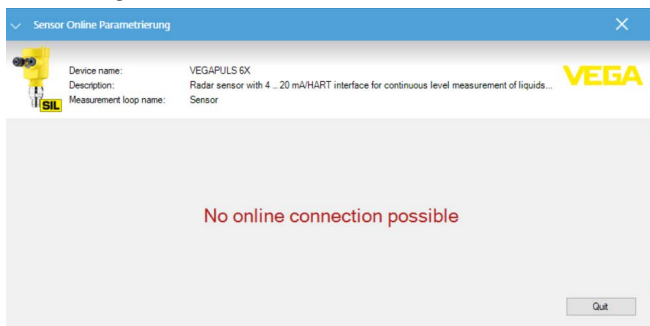 Sensor Online Parametrierung
Device name: VEGAPULS 6X
Description: Radar sensor with 4 ... 20 mA/HART interface for continuous level measurement of liquids...
Measurement loop name: Sensor
VEGA
SIL
No online connection possible
Quit